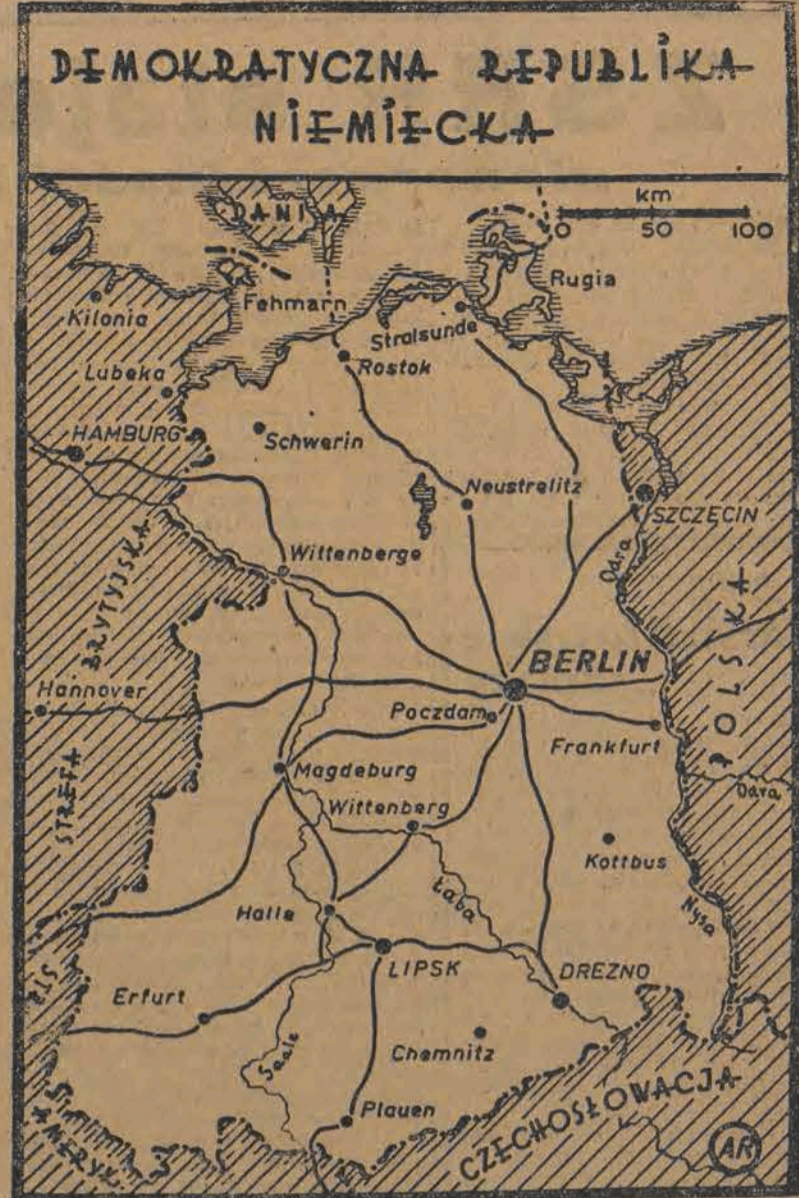 DEMOKRATYCZNA REPUBLIKA
NIEMIECKA
km
0 50 100
DANIA
Rugia
Fehmarn
Kilonia
Stralsunde
Rostok
Lubeka
HAMBURG
Schwerin
Neustrelitz
SZCZECIN
Odra
Wittenberge
STREFA BRYTYJSKA
POLSKA
BERLIN
Hannover
Poczdam
Frankfurt
Magdeburg
Odra
Wittenberg
Kottbus
Łaba
Nysa
Halle
LIPSK
DREZNO
Erfurt
STR. AMERYK.
Chemnitz
Saale
Plauen
CZECHOSŁOWACJA
AR